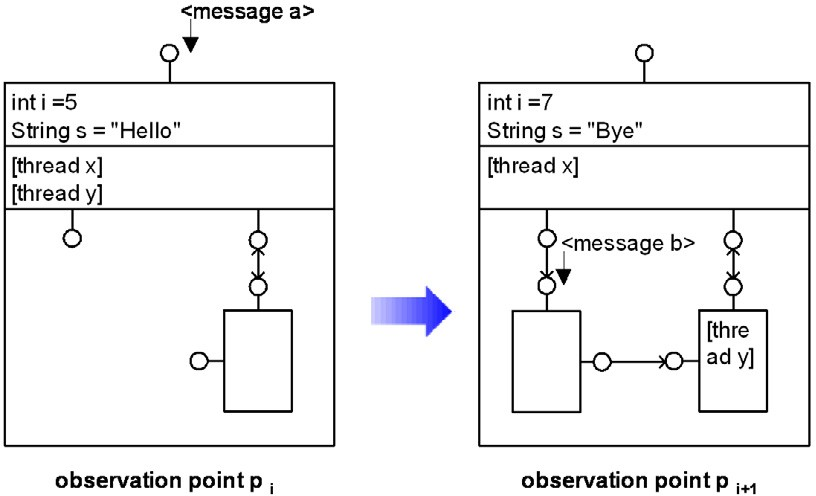 <message a>
int i =5
String s = "Hello"
[thread x]
[thread y]
observation point p i
int i =7
String s = "Bye"
[thread x]
<message b>
[thre
ad y]
observation point p i+1